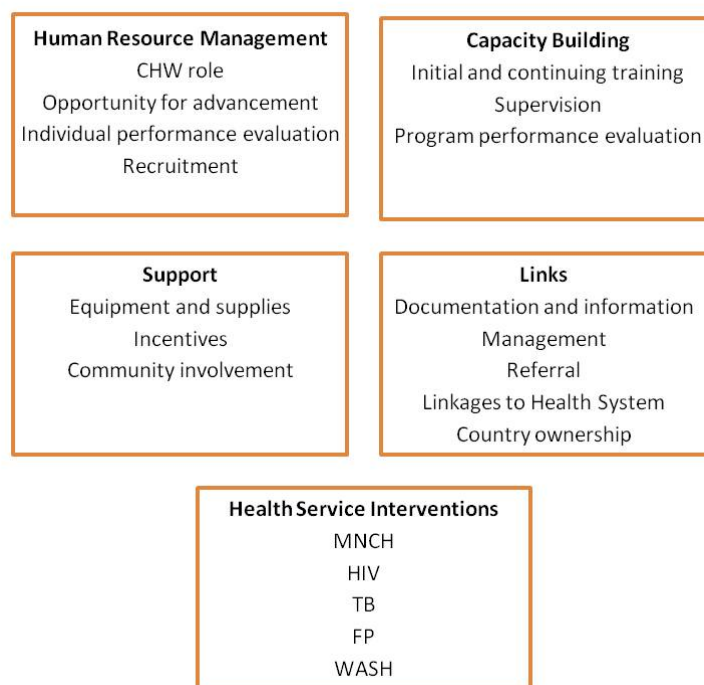 Human Resource Management
CHW role
Opportunity for advancement
Individual performance evaluation
Recruitment
Capacity Building
Initial and continuing training
Supervision
Program performance evaluation
Support
Equipment and supplies
Incentives
Community involvement
Links
Documentation and information
Management
Referral
Linkages to Health System
Country ownership
Health Service Interventions
MNCH
HIV
TB
FP
WASH